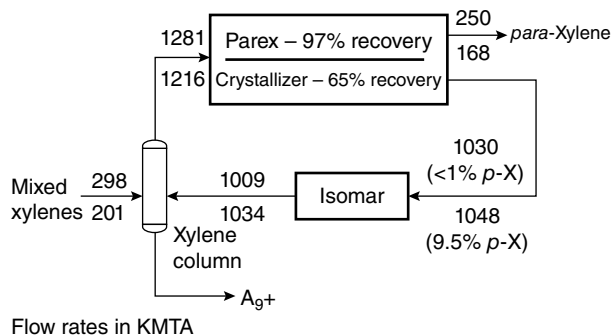 1281
1216
Parex – 97% recovery
Crystallizer – 65% recovery
250
168
para-Xylene
1030
(<1% p-X)
1048
(9.5% p-X)
Isomar
1009
1034
Mixed
xylenes
298
201
Xylene
column
A9+
Flow rates in KMTA